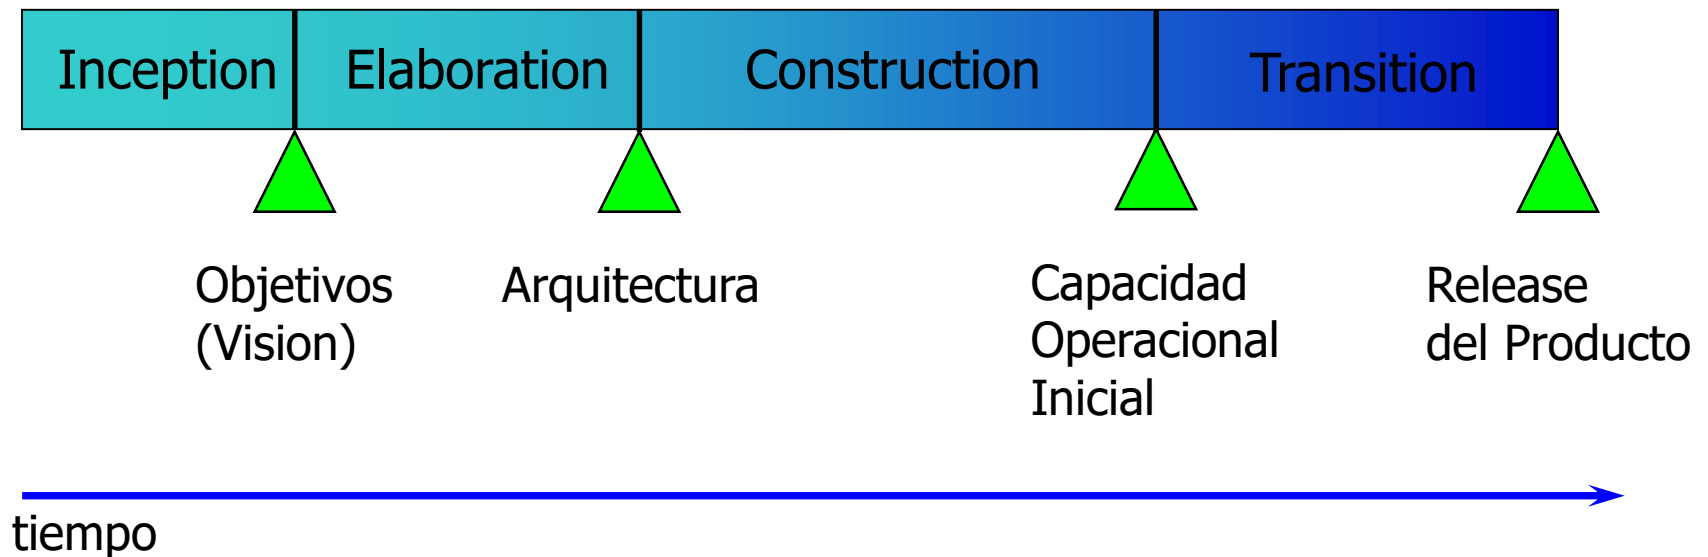 Inception
Elaboration
Construction
Transition
Objetivos
(Vision)
Arquitectura
Capacidad
Operacional
Inicial
Release
del Producto
tiempo